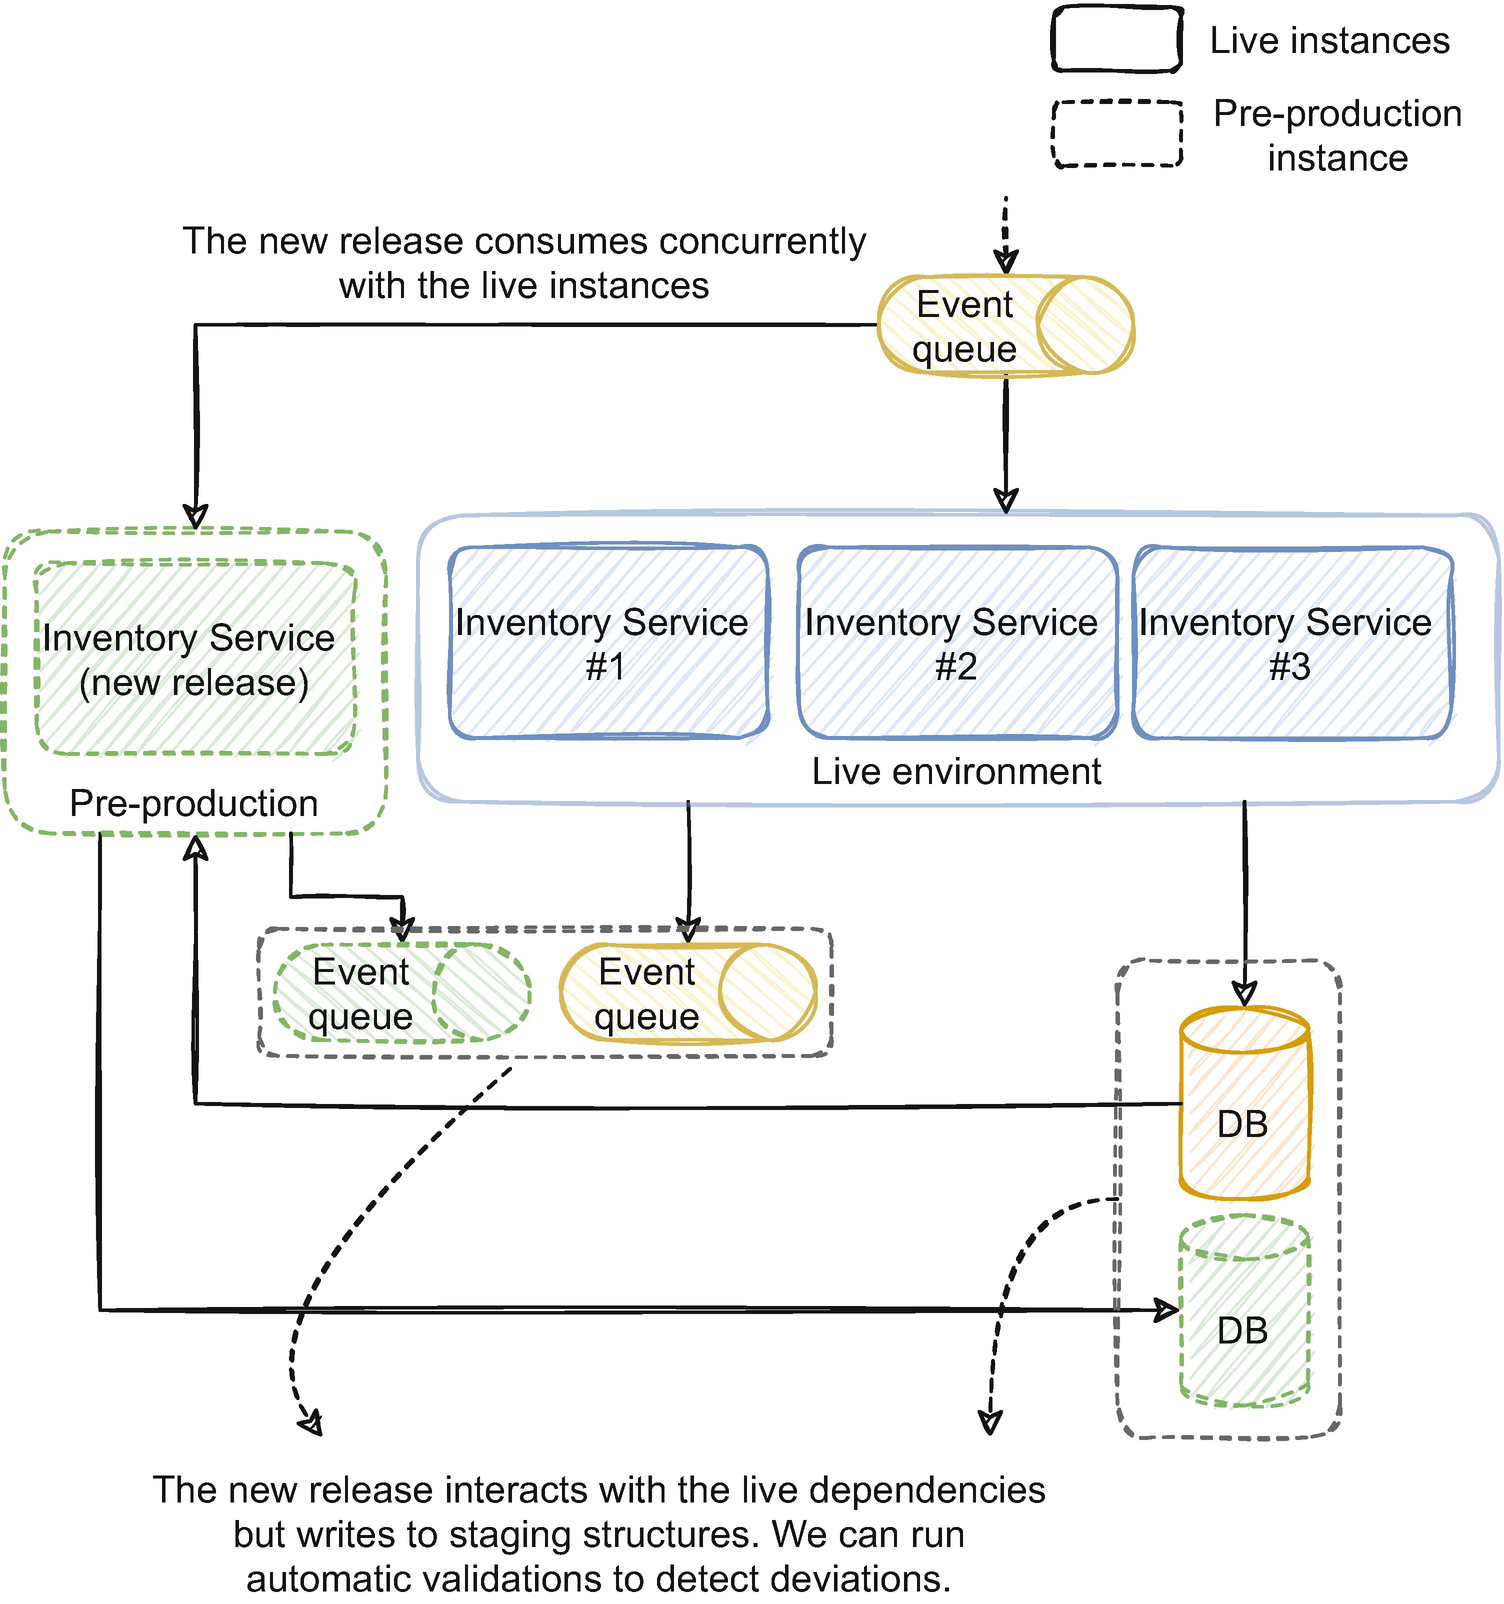 Live instances
Pre-production
instance
The new release consumes concurrently
with the live instances
Event
queue
Inventory Service
(new release)
Pre-production
Inventory Service
#1
Inventory Service
#2
Inventory Service
#3
Live environment
Event
queue
Event
queue
DB
DB
The new release interacts with the live dependencies
but writes to staging structures. We can run
automatic validations to detect deviations.